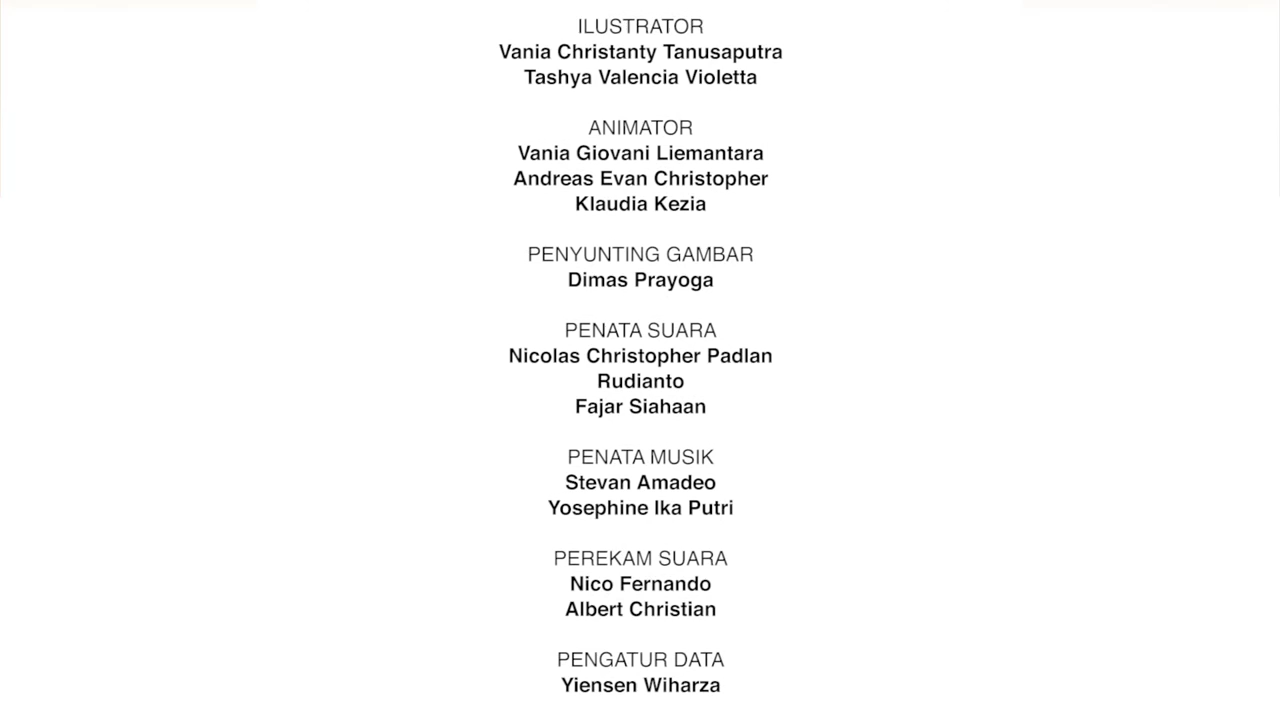 ILUSTRATOR
Vania Christanty Tanusaputra
Tashya Valencia Violetta
ANIMATOR
Vania Giovani Liemantara
Andreas Evan Christopher
Klaudia Kezia
PENYUNTING GAMBAR
Dimas Prayoga
PENATA SUARA
Nicolas Christopher Padlan
Rudianto
Fajar Siahaan
PENATA MUSIK
Stevan Amadeo
Yosephine Ika Putri
PEREKAM SUARA
Nico Fernando
Albert Christian
PENGATUR DATA
Yiensen Wiharza